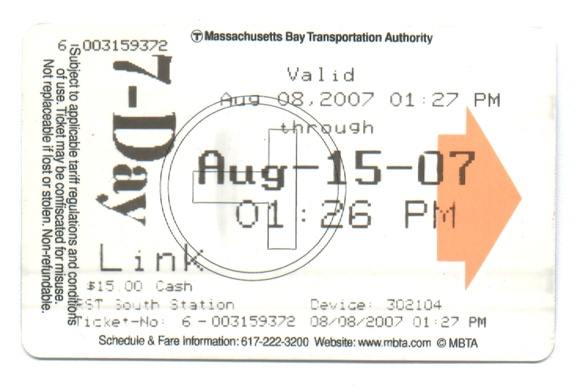 Massachusetts Bay Transportation Authority
6 -003159372
Subject to applicable tariff regulations and conditions
of use. Ticket may be confiscated for misuse.
Not replaceable if lost or stolen. Non-refundable.
7-Day
Valid
Aug 08,2007 01:27 PM
through
Aug-15-07
01:26 PM
Link
$15.00 Cash
ST South Station
Device: 302104
Ticket-No: 6 -003159372
08/08/2007 01:27 PM
Schedule & Fare information: 617-222-3200 Website: www.mbta.com © MBTA